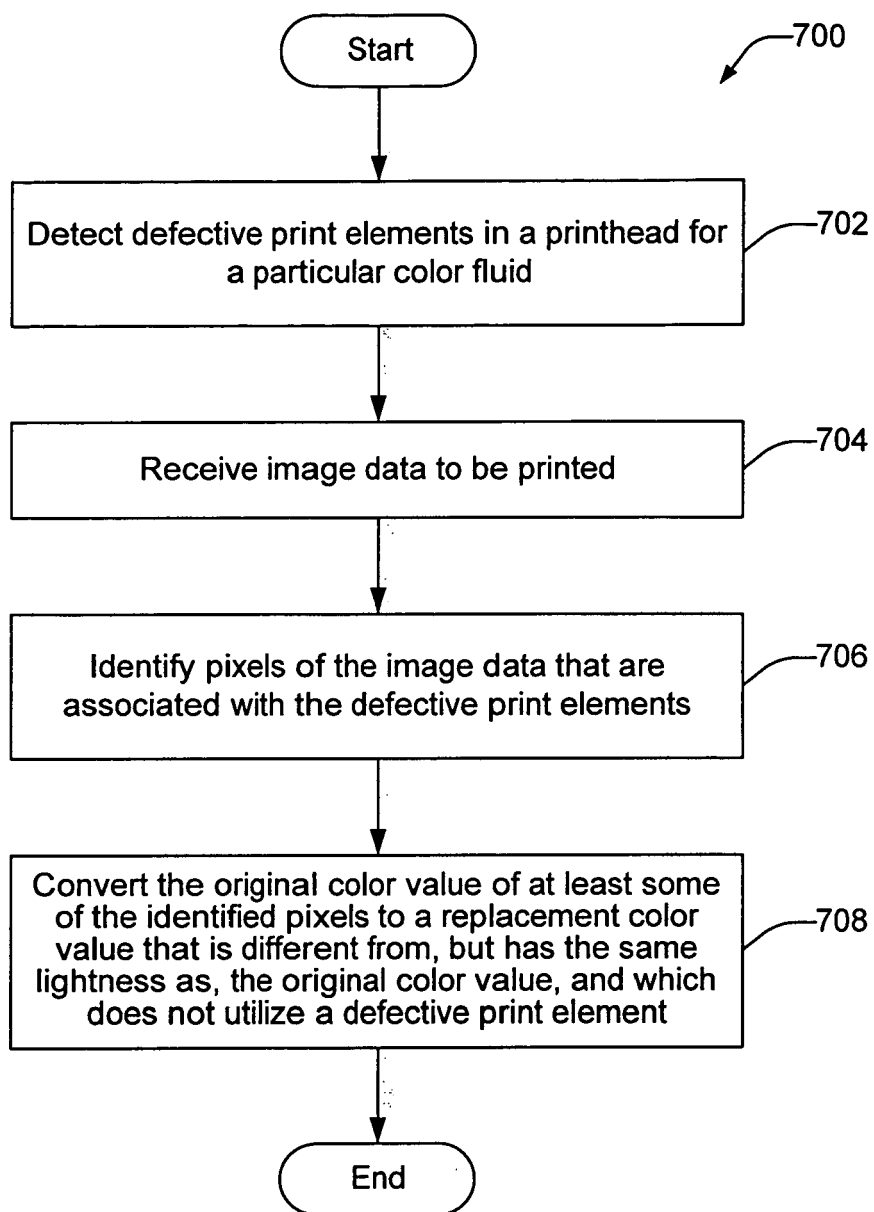 Start
700
Detect defective print elements in a printhead for
a particular color fluid
702
Receive image data to be printed
704
Identify pixels of the image data that are
associated with the defective print elements
706
Convert the original color value of at least some
of the identified pixels to a replacement color
value that is different from, but has the same
lightness as, the original color value, and which
does not utilize a defective print element
708
End